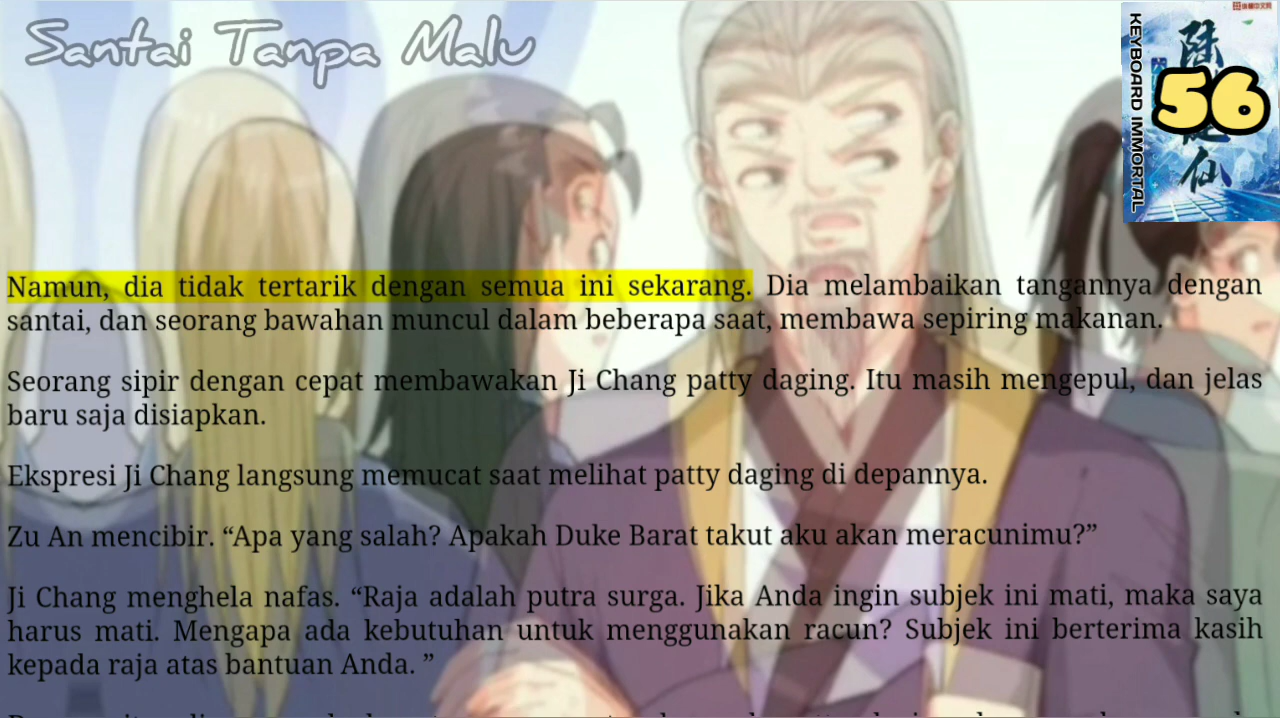 Santai Tanpa Malu
KEYBOARD IMMORTAL
56
Namun, dia tidak tertarik dengan semua ini sekarang. Dia melambaikan tangannya dengan
santai, dan seorang bawahan muncul dalam beberapa saat, membawa sepiring makanan.
Seorang sipir dengan cepat membawakan Ji Chang patty daging. Itu masih mengepul, dan jelas
baru saja disiapkan.
Ekspresi Ji Chang langsung memucat saat melihat patty daging di depannya.
Zu An mencibir. “Apa yang salah? Apakah Duke Barat takut aku akan meracunimu?”
Ji Chang menghela nafas. “Raja adalah putra surga. Jika Anda ingin subjek ini mati, maka saya
harus mati. Mengapa ada kebutuhan untuk menggunakan racun? Subjek ini berterima kasih
kepada raja atas bantuan Anda. ”